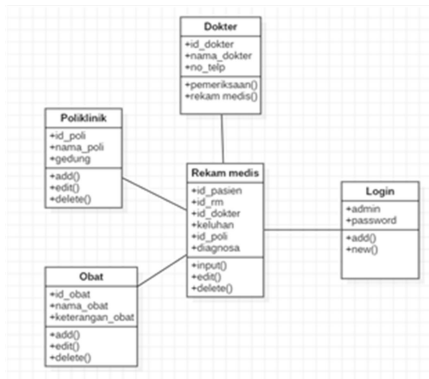 Dokter
+id_dokter
+nama_dokter
+no_telp
+pemeriksaan()
+rekam medis()
Poliklinik
+id_poli
+nama_poli
+gedung
+add()
+edit()
+delete()
Rekam medis
+id_pasien
+id_rm
+id_dokter
+keluhan
+id_poli
+diagnosa
+input()
+edit()
+delete()
Login
+admin
+password
+add()
+new()
Obat
+id_obat
+nama_obat
+keterangan_obat
+add()
+edit()
+delete()